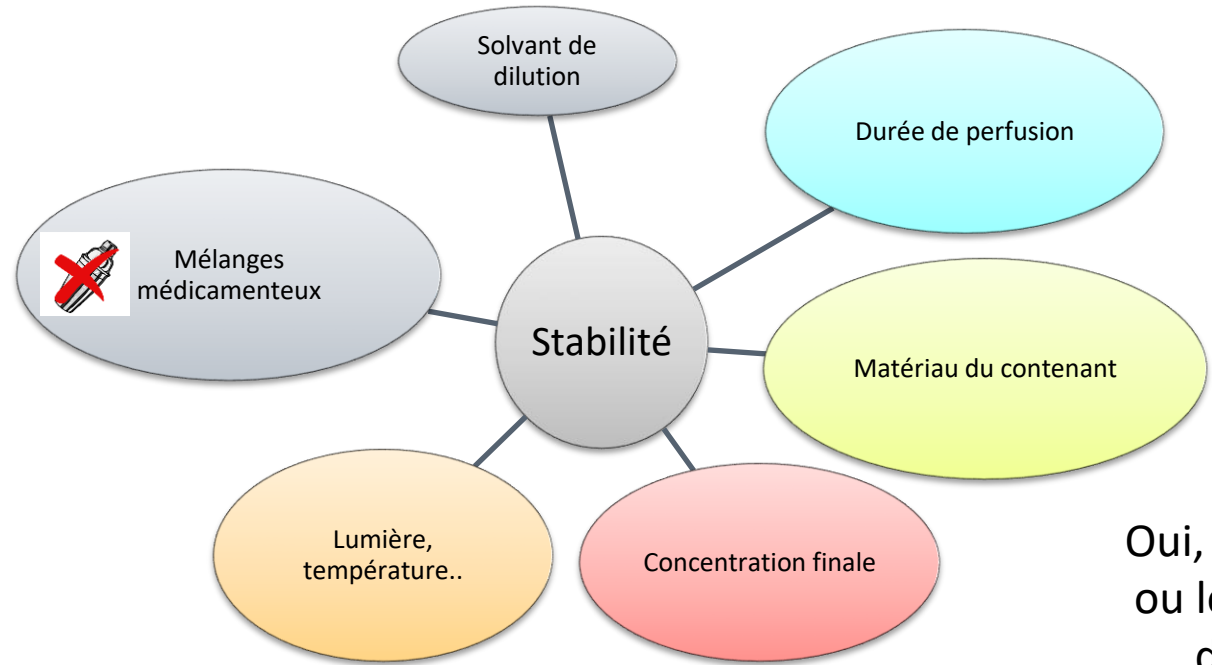 Solvant de
dilution
Durée de perfusion
Mélanges
médicamenteux
Stabilité
Matériau du contenant
Lumière,
température..
Concentration finale
Oui,
ou